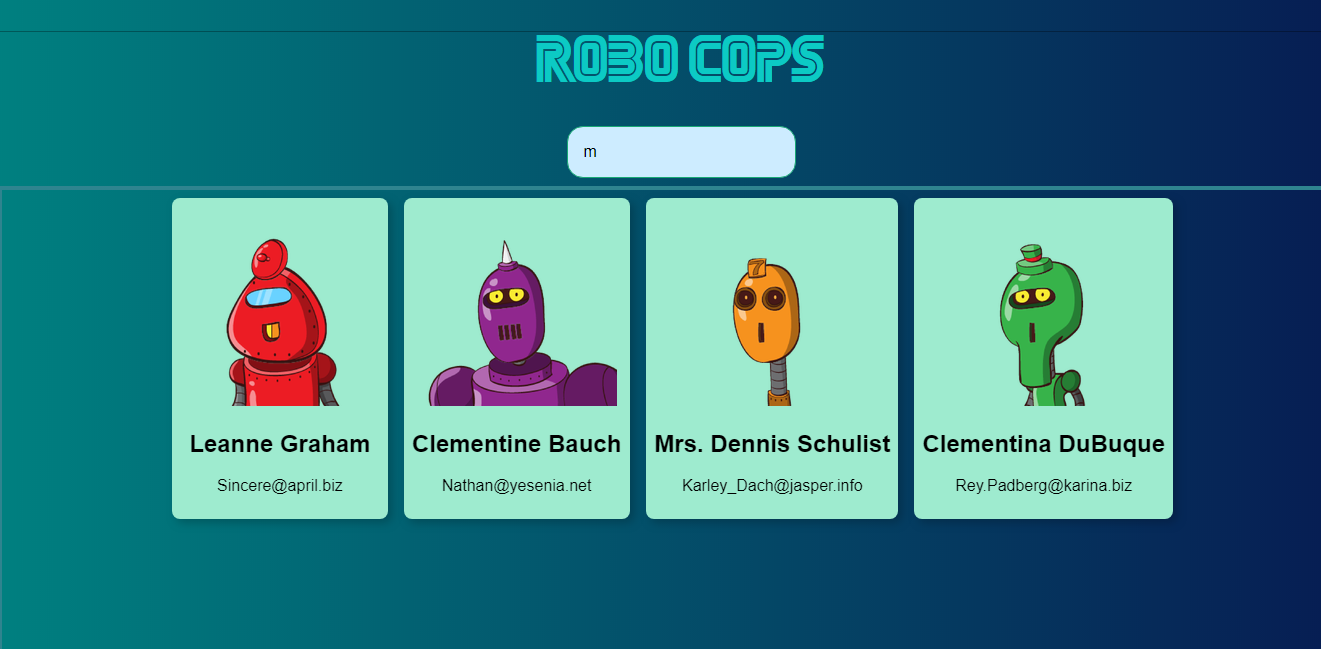 ROBO COPS
m
7
Leanne Graham
Sincere@april.biz
Clementine Bauch
Nathan@yesenia.net
Mrs. Dennis Schulist
Karley_Dach@jasper.info
Clementina DuBuque
Rey.Padberg@karina.biz